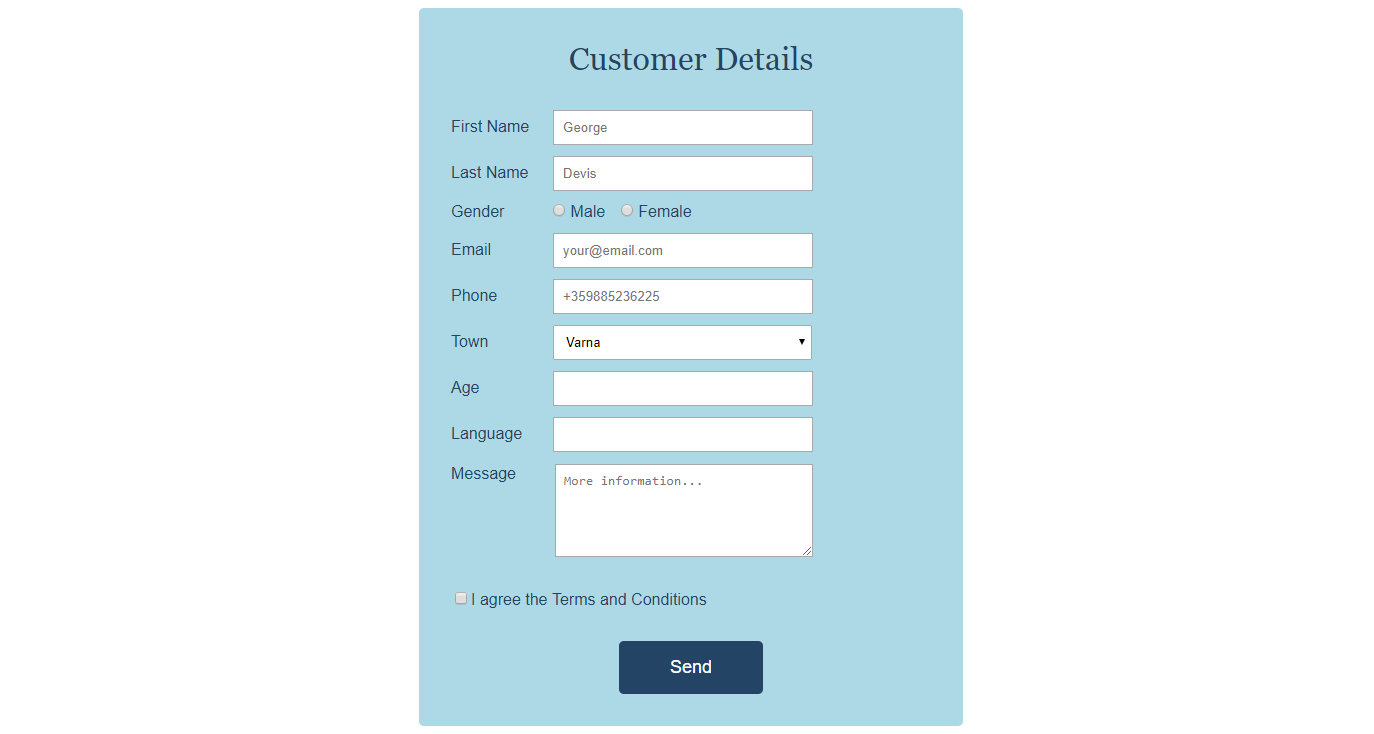 Customer Details
First Name George
Last Name Devis
Gender Male Female
Email your@email.com
Phone +359885236225
Town Varna
Age
Language
Message More information...
I agree the Terms and Conditions
Send